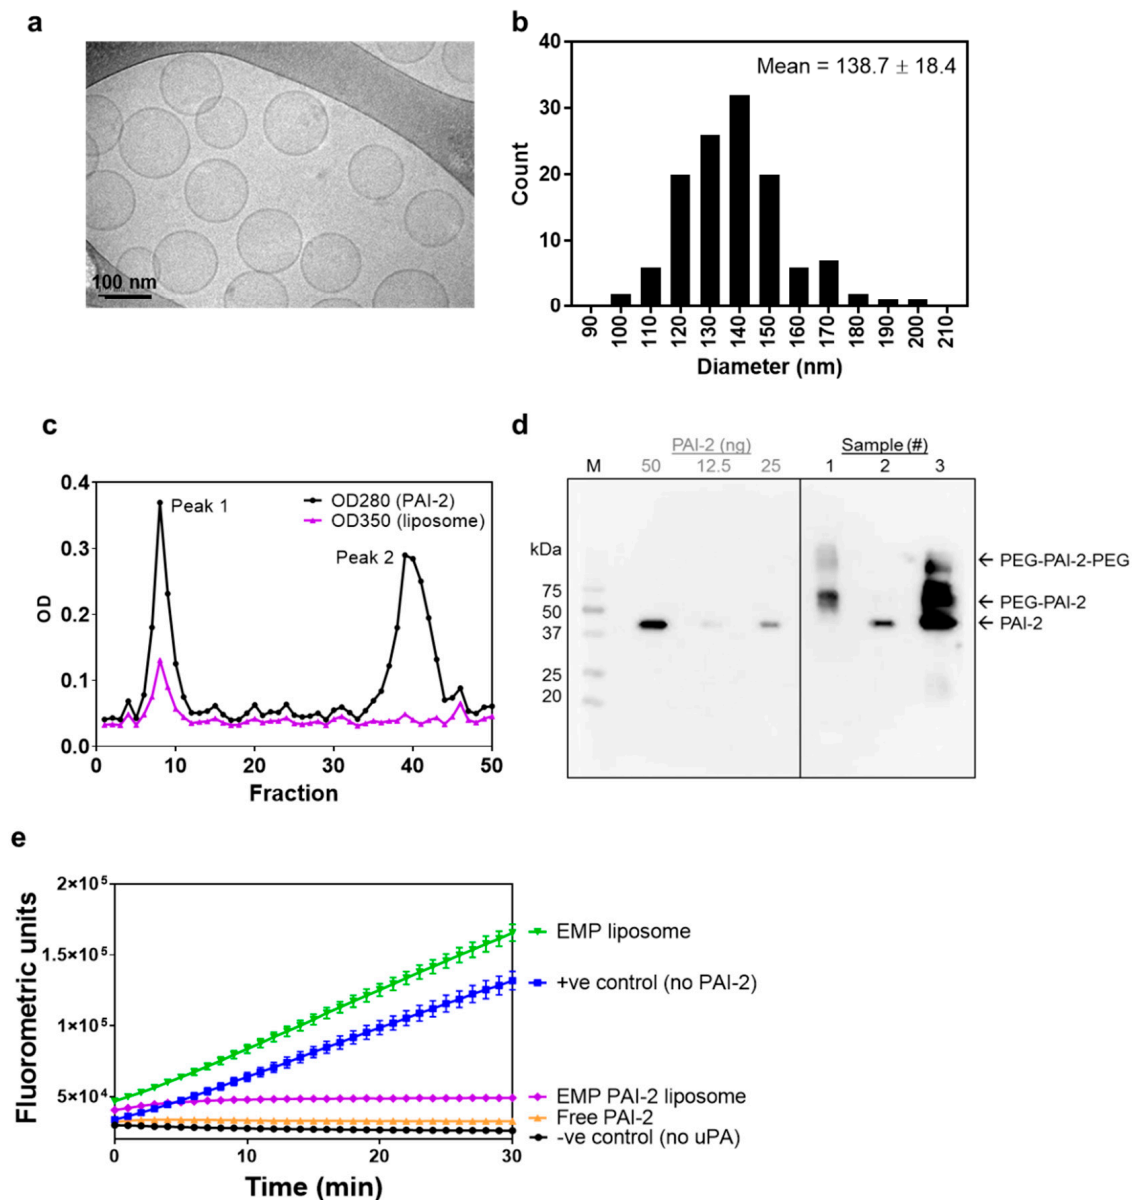 a
100 nm
b
Mean = 138.7 ± 18.4
40
30
20
10
0
Count
90
100
110
120
130
140
150
160
170
180
190
200
210
Diameter (nm)
c
0.4
0.3
0.2
0.1
0.0
OD
Peak 1
OD280 (PAI-2)
OD350 (liposome)
Peak 2
0 10 20 30 40 50
Fraction
d
PAI-2 (ng) Sample (#)
M 50 12.5 25 1 2 3
kDa
75
50
37
25
20
PEG-PAI-2-PEG
PEG-PAI-2
PAI-2
e
2×10⁵
1.5×10⁵
1×10⁵
5×10⁴
Fluorometric units
EMP liposome
+ve control (no PAI-2)
EMP PAI-2 liposome
Free PAI-2
-ve control (no uPA)
0 10 20 30
Time (min)